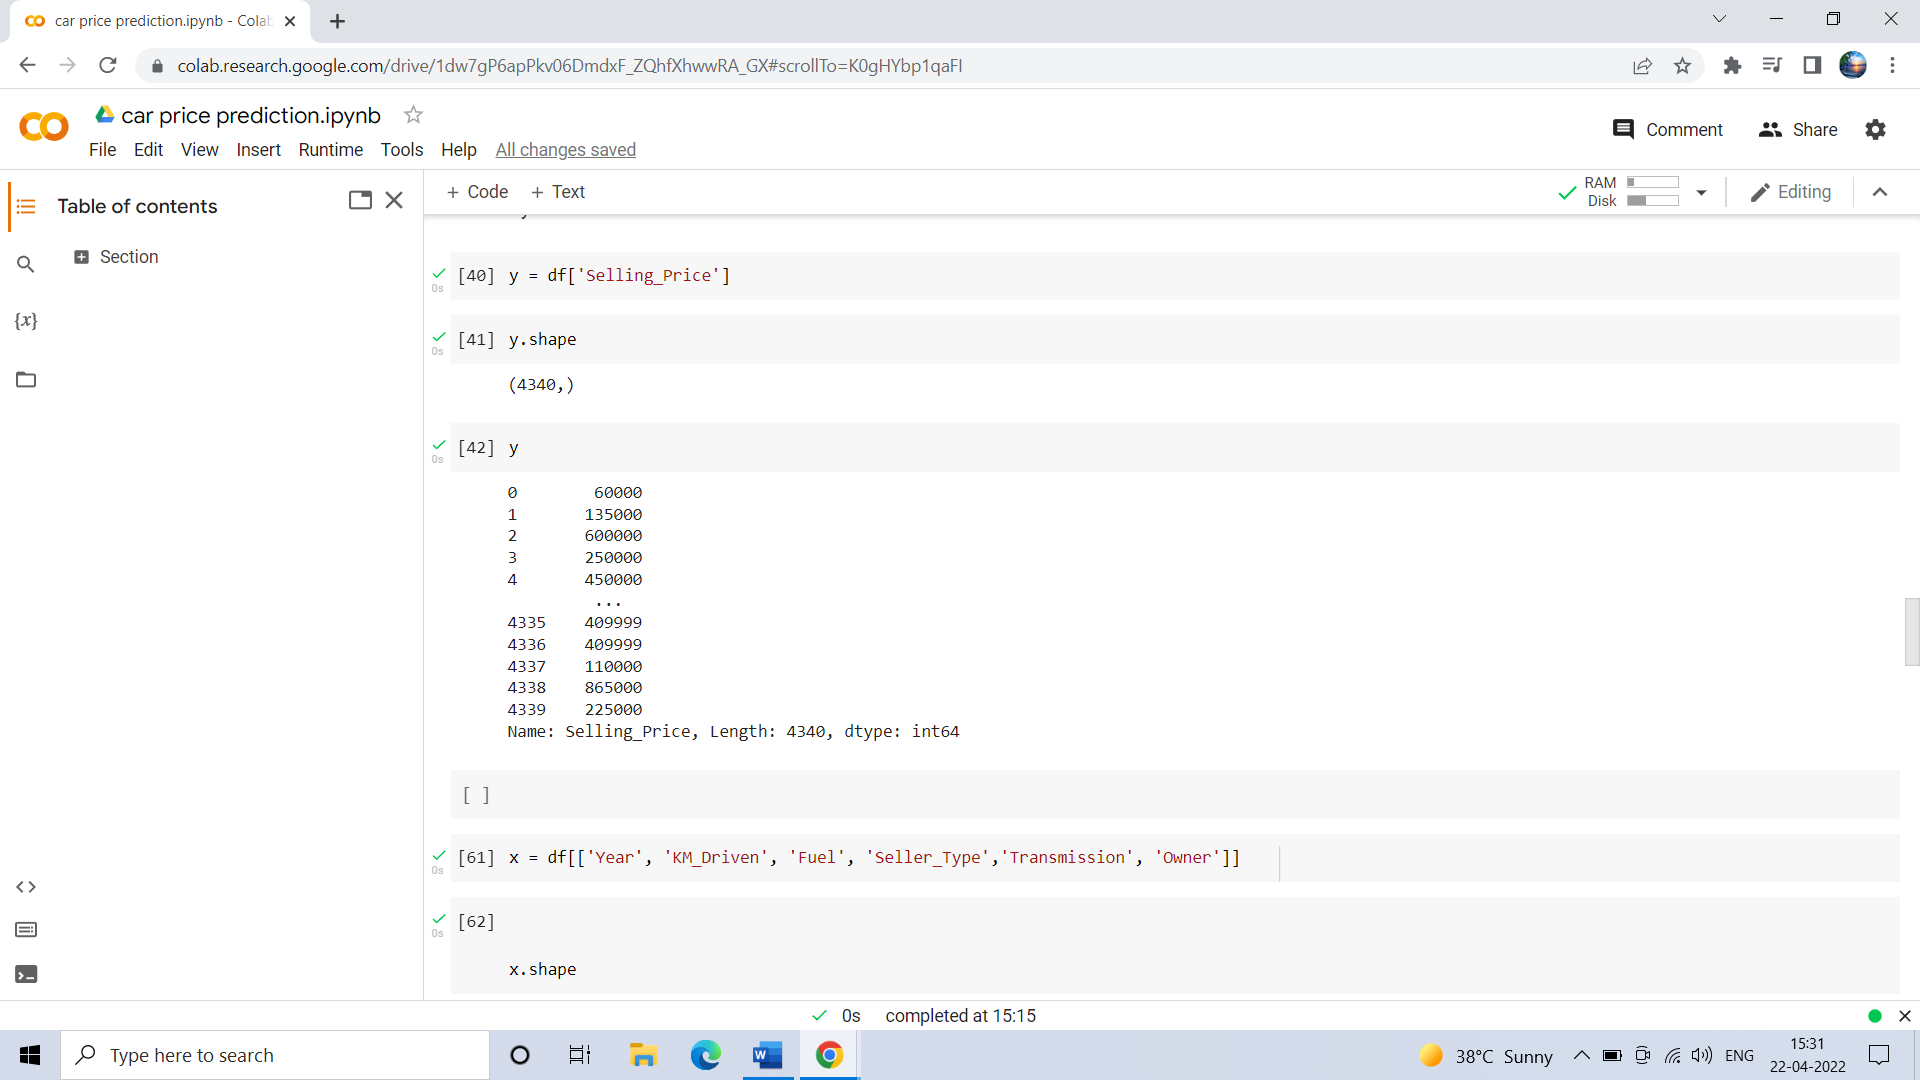 car price prediction.ipynb - Colab
colab.research.google.com/drive/1dw7gP6apPkv06DmdxF_ZQhfXhwwRA_GX#scrollTo=K0gHYbp1qaFI
car price prediction.ipynb
Comment Share
File Edit View Insert Runtime Tools Help All changes saved
Table of contents
+ Code + Text
RAM
Disk
Editing
Section
[40] y = df['Selling_Price']
0s
[41] y.shape
0s
(4340,)
[42] y
0s
0 60000
1 135000
2 600000
3 250000
4 450000
...
4335 409999
4336 409999
4337 110000
4338 865000
4339 225000
Name: Selling_Price, Length: 4340, dtype: int64
[ ]
[61] x = df[['Year', 'KM_Driven', 'Fuel', 'Seller_Type','Transmission', 'Owner']]
0s
[62]
0s
x.shape
0s completed at 15:15
Type here to search
38°C Sunny
ENG
15:31
22-04-2022